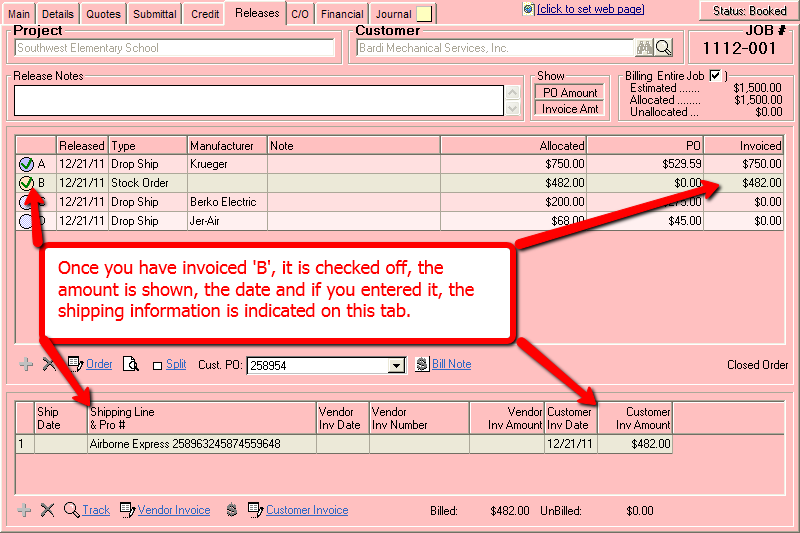 Main Details Quotes Submittal Credit Releases C/O Financial Journal [click to set web page] Status: Booked
Project Customer JOB #
Southwest Elementary School Bardi Mechanical Services, Inc. 1112-001
Release Notes Show Billing Entire Job )
PO Amount Estimated ....... $1,500.00
Invoice Amt Allocated ........ $1,500.00
Unallocated ... $0.00
Released Type Manufacturer Note Allocated PO Invoiced
A 12/21/11 Drop Ship Krueger $750.00 $529.59 $750.00
B 12/21/11 Stock Order $482.00 $0.00 $482.00
12/21/11 Drop Ship Berko Electric $200.00 $0.00
12/21/11 Drop Ship Jer-Air $68.00 $45.00 $0.00
Once you have invoiced 'B', it is checked off, the
amount is shown, the date and if you entered it, the
shipping information is indicated on this tab.
Order Split Cust. PO: 258954 Bill Note Closed Order
Ship Shipping Line Vendor Vendor Vendor Customer Customer
Date & Pro # Inv Date Inv Number Inv Amount Inv Date Inv Amount
1 Airborne Express 258963245874559648 12/21/11 $482.00
Track Vendor Invoice Customer Invoice Billed: $482.00 UnBilled: $0.00